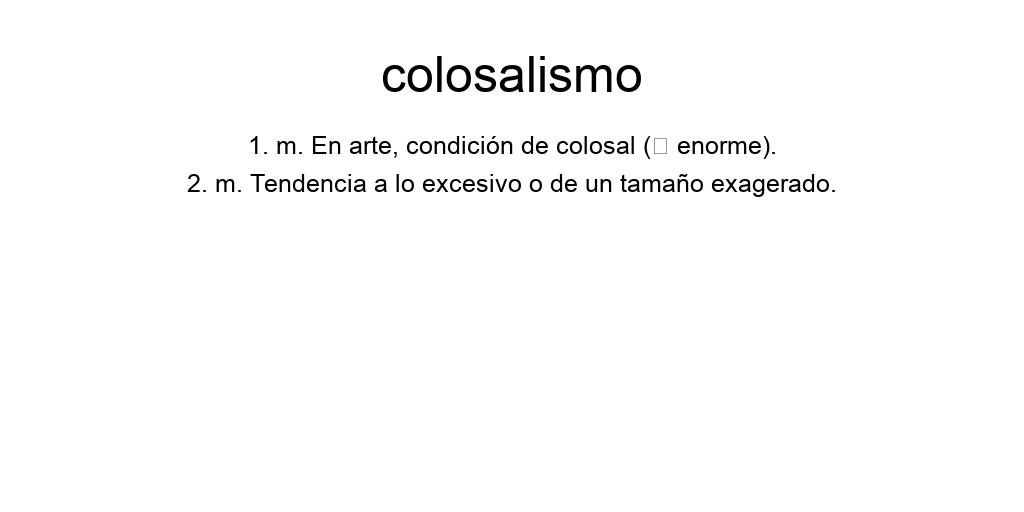 colosalismo
1. m. En arte, condición de colosal (□ enorme).
2. m. Tendencia a lo excesivo o de un tamaño exagerado.